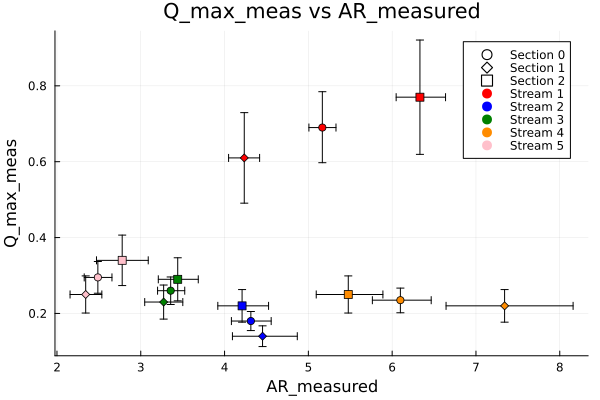 Q_max_meas vs AR_measured
Section 0
Section 1
Section 2
Stream 1
Stream 2
Stream 3
Stream 4
Stream 5
Q_max_meas
0.8
0.6
0.4
0.2
2 3 4 5 6 7 8
AR_measured